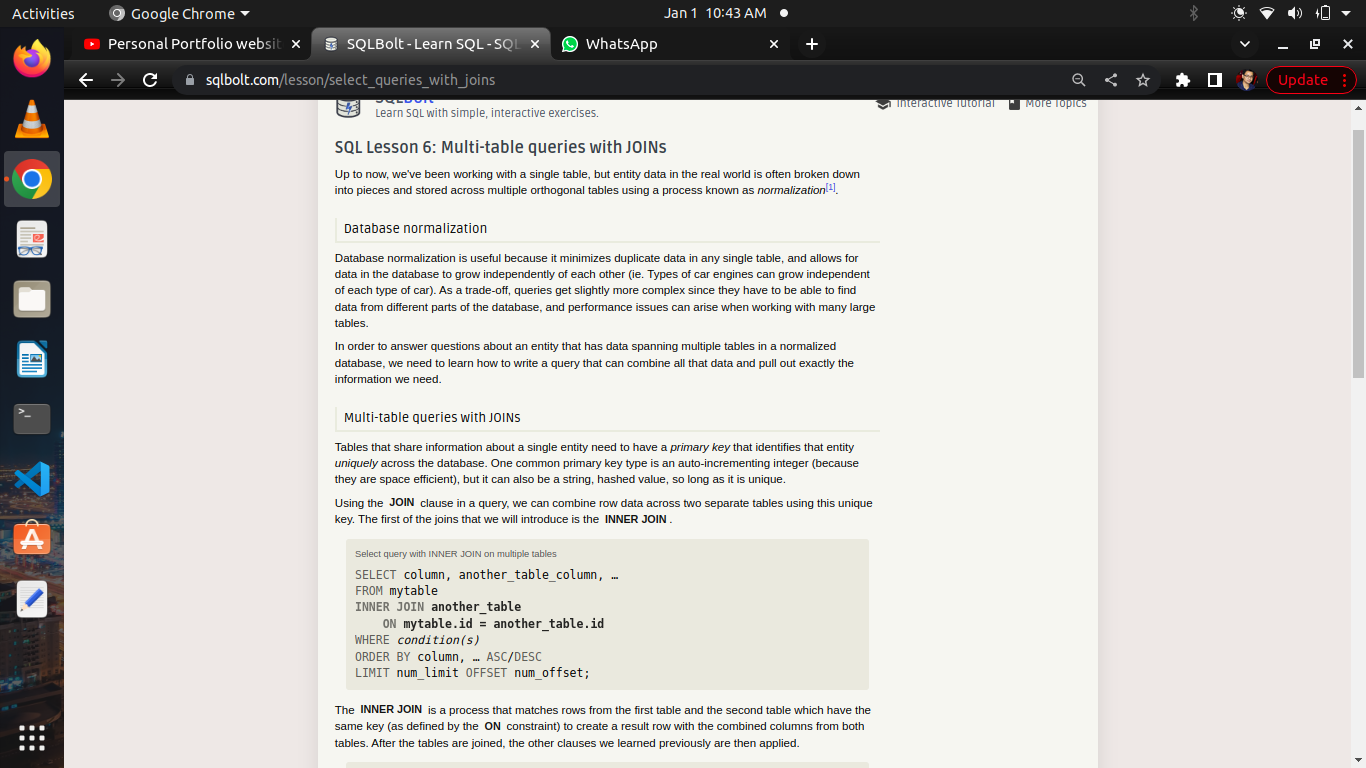 Activities
Google Chrome
Jan 1 10:43 AM
Personal Portfolio websit
SQLBolt - Learn SQL - SQL
WhatsApp
sqlbolt.com/lesson/select_queries_with_joins
Update
SQLBolt
Learn SQL with simple, interactive exercises.
Interactive Tutorial
More Topics
SQL Lesson 6: Multi-table queries with JOINs
Up to now, we've been working with a single table, but entity data in the real world is often broken down
into pieces and stored across multiple orthogonal tables using a process known as normalization[1].
Database normalization
Database normalization is useful because it minimizes duplicate data in any single table, and allows for
data in the database to grow independently of each other (ie. Types of car engines can grow independent
of each type of car). As a trade-off, queries get slightly more complex since they have to be able to find
data from different parts of the database, and performance issues can arise when working with many large
tables.
In order to answer questions about an entity that has data spanning multiple tables in a normalized
database, we need to learn how to write a query that can combine all that data and pull out exactly the
information we need.
Multi-table queries with JOINs
Tables that share information about a single entity need to have a primary key that identifies that entity
uniquely across the database. One common primary key type is an auto-incrementing integer (because
they are space efficient), but it can also be a string, hashed value, so long as it is unique.
Using the JOIN clause in a query, we can combine row data across two separate tables using this unique
key. The first of the joins that we will introduce is the INNER JOIN.
Select query with INNER JOIN on multiple tables
SELECT column, another_table_column, …
FROM mytable
INNER JOIN another_table
ON mytable.id = another_table.id
WHERE condition(s)
ORDER BY column, … ASC/DESC
LIMIT num_limit OFFSET num_offset;
The INNER JOIN is a process that matches rows from the first table and the second table which have the
same key (as defined by the ON constraint) to create a result row with the combined columns from both
tables. After the tables are joined, the other clauses we learned previously are then applied.